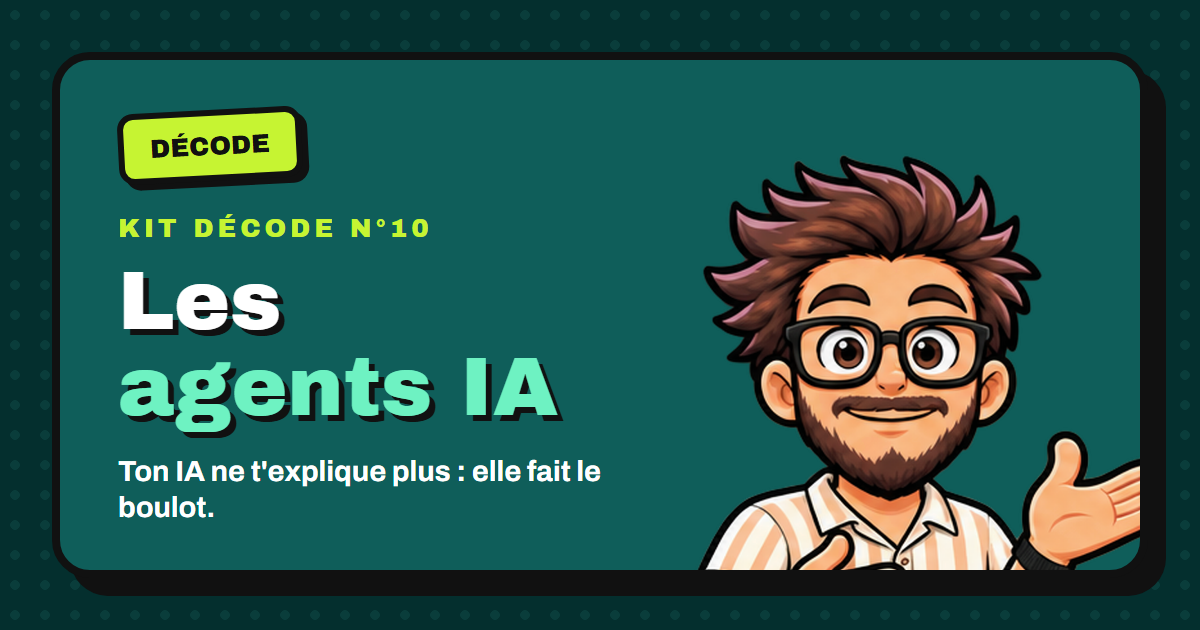 DÉCODE
KIT DÉCODE N°10
Les
agents IA
Ton IA ne t'explique plus : elle fait le
boulot.